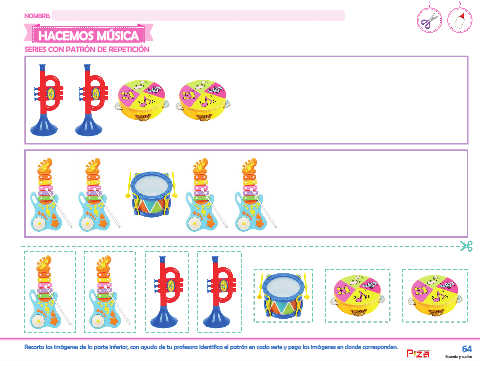 NOMBRE:
HACEMOS MÚSICA
SERIES CON PATRÓN DE REPETICIÓN
Recorta las imágenes de la parte inferior, con ayuda de tu profesora identifica el patrón en cada serie y pega las imágenes en donde corresponden.
64